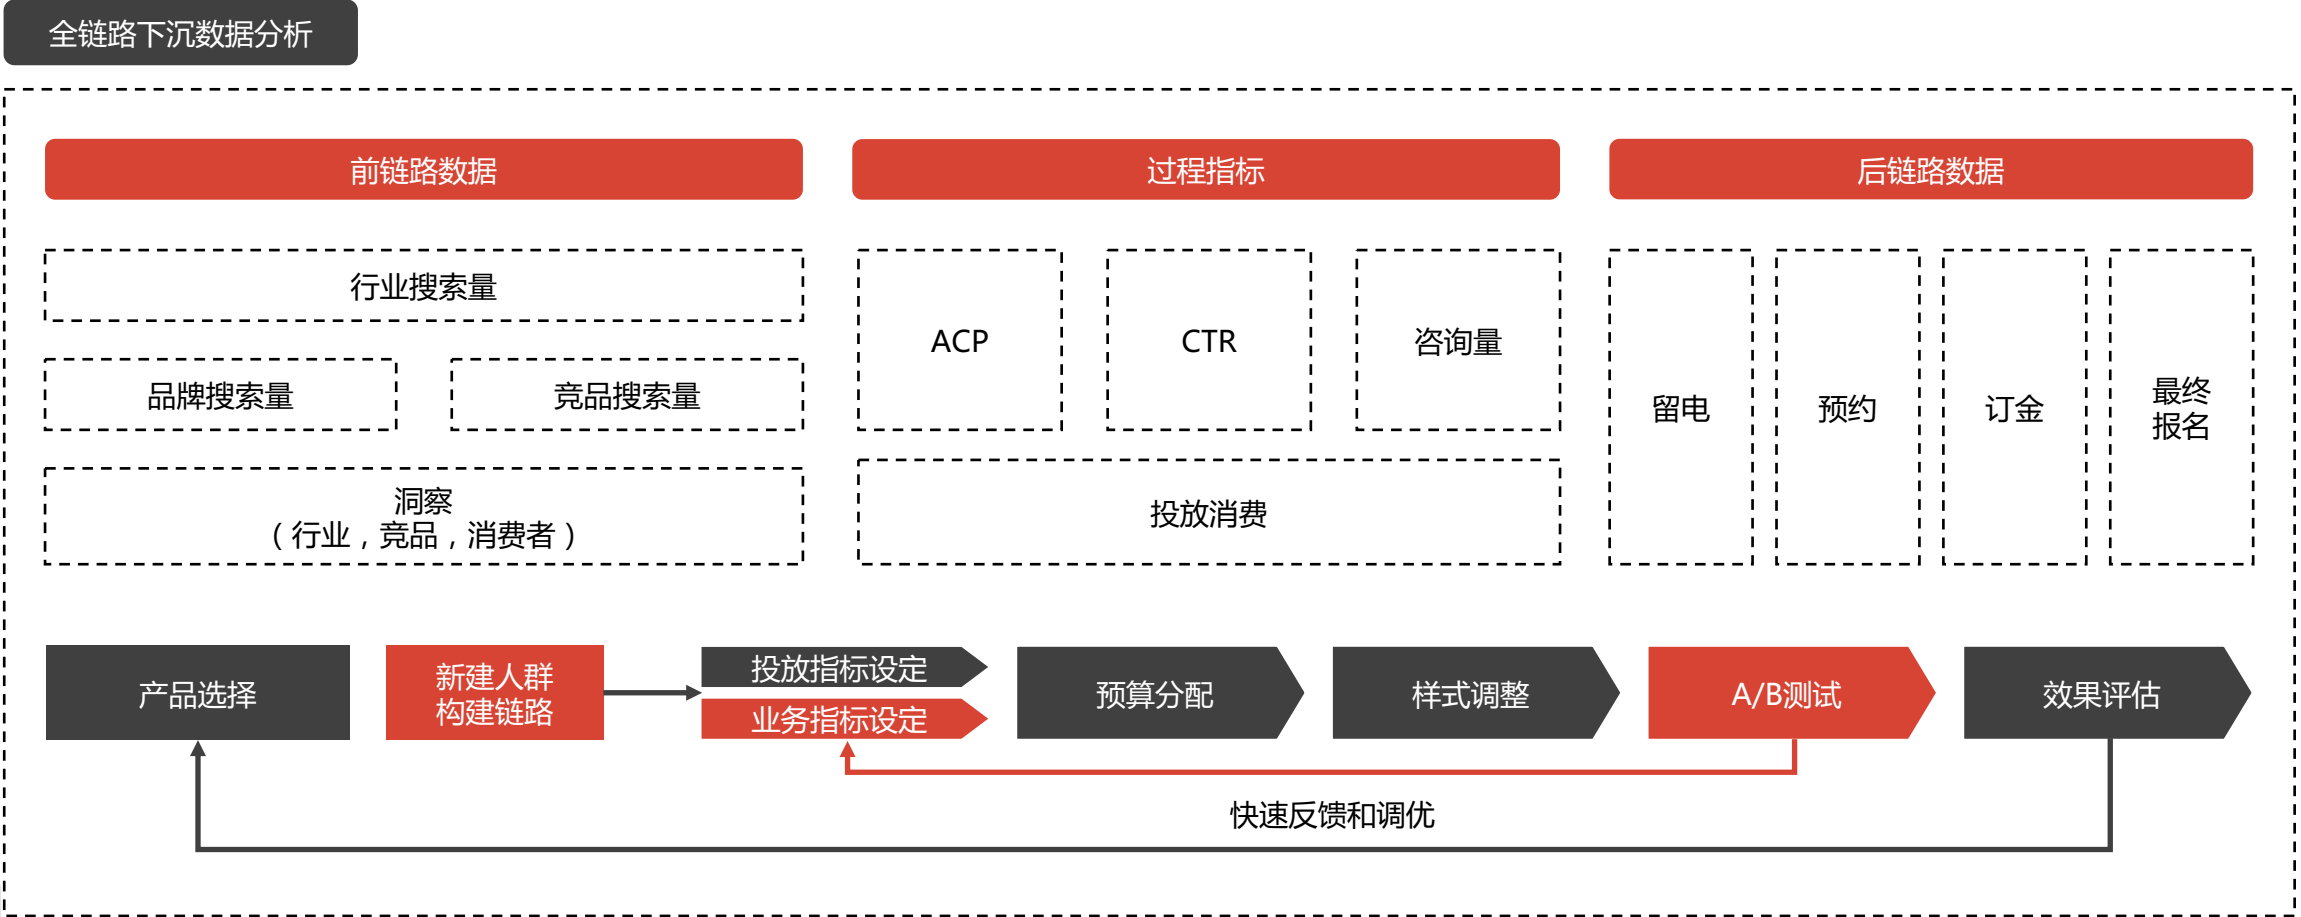 全链路下沉数据分析
前链路数据
过程指标
后链路数据
行业搜索量
品牌搜索量
竞品搜索量
洞察
（行业，竞品，消费者）
ACP
CTR
咨询量
投放消费
留电
预约
订金
最终
报名
产品选择
新建人群
构建链路
投放指标设定
业务指标设定
预算分配
样式调整
A/B测试
效果评估
快速反馈和调优